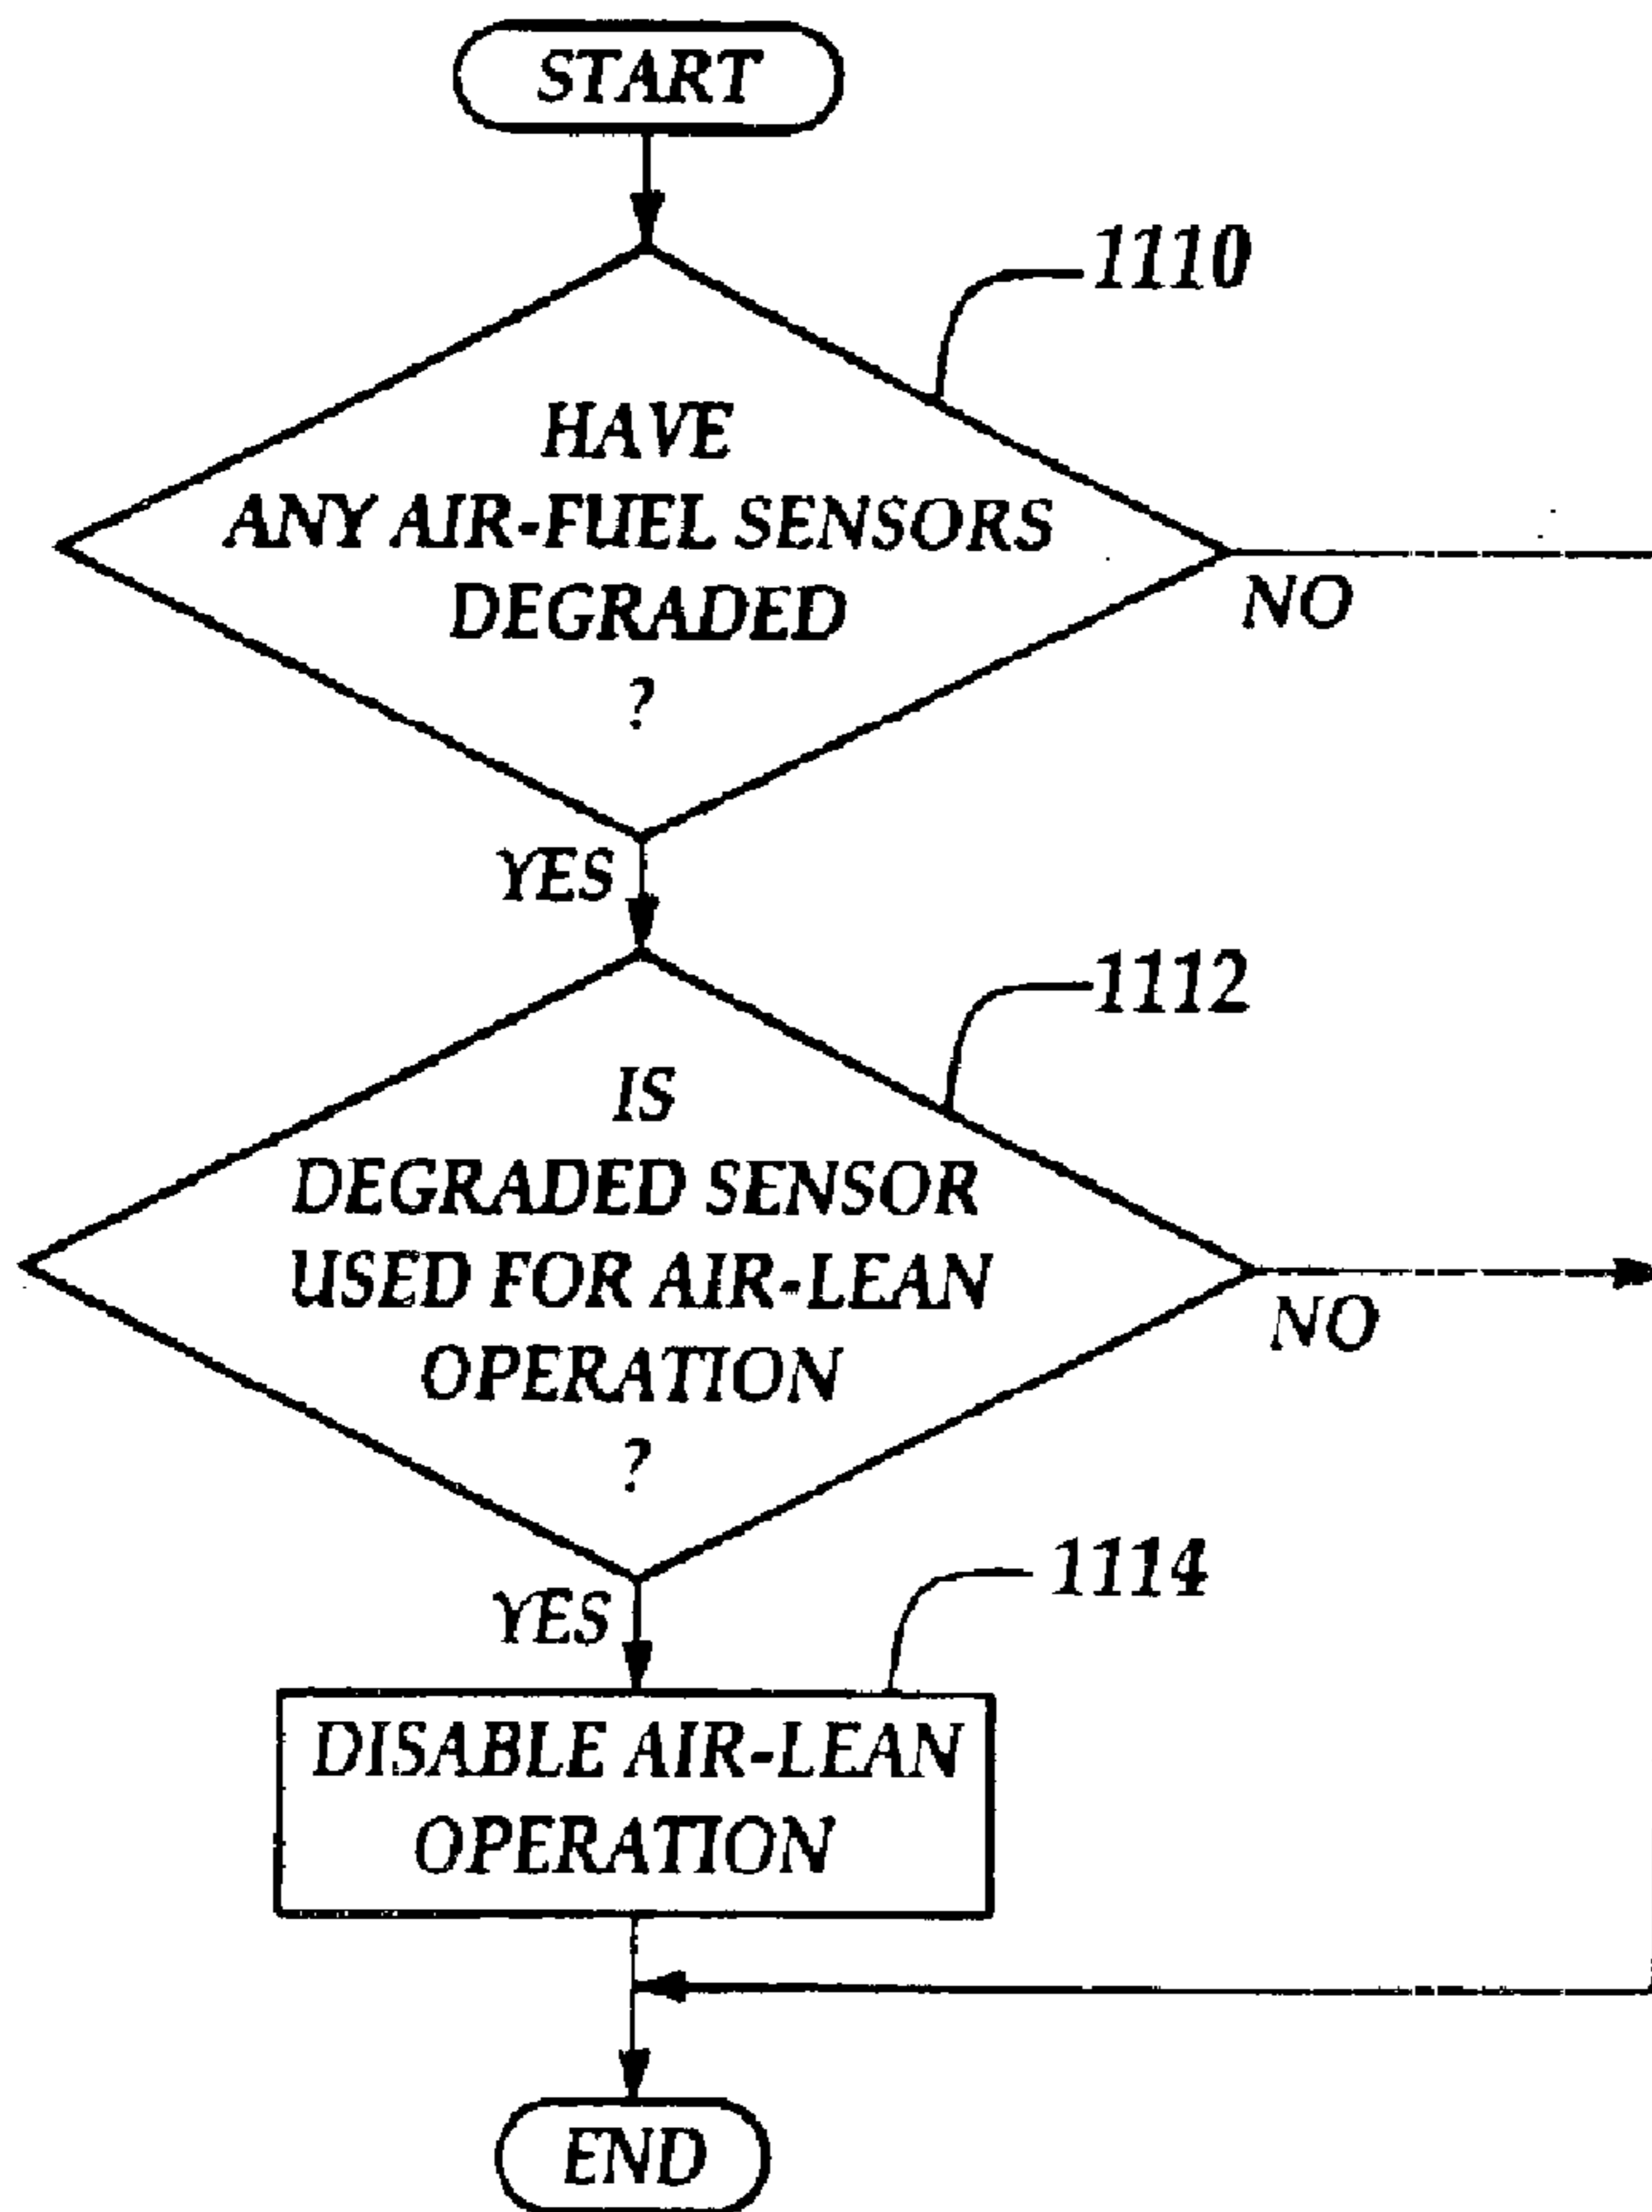 START
1110
HAVE
ANY AIR-FUEL SENSORS
DEGRADED
?
NO
YES
1112
IS
DEGRADED SENSOR
USED FOR AIR-LEAN
OPERATION
?
NO
YES
1114
DISABLE AIR-LEAN
OPERATION
END